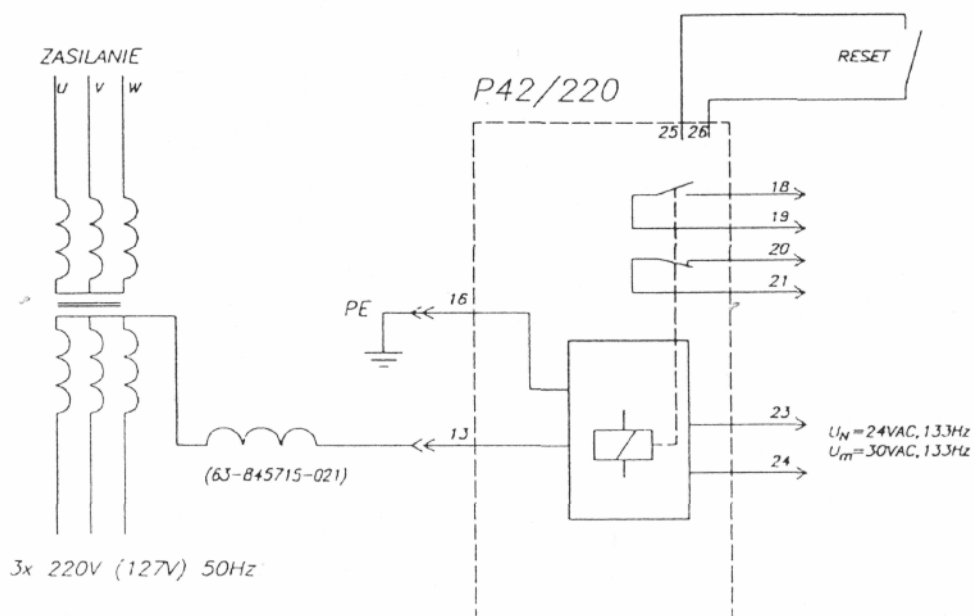 ZASILANIE
u v w
P42/220
RESET
25 26
18
19
20
21
PE
16
13
(63-845715-021)
23
24
U_N=24VAC, 133Hz
U_m=30VAC, 133Hz
3x 220V (127V) 50Hz